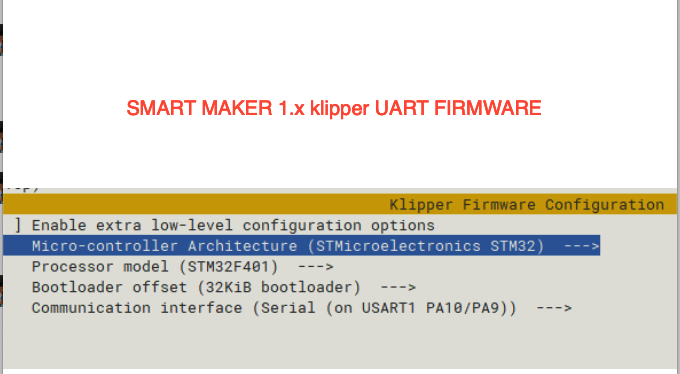 SMART MAKER 1.x klipper UART FIRMWARE
Klipper Firmware Configuration
] Enable extra low-level configuration options
Micro-controller Architecture (STMicroelectronics STM32)  --->
Processor model (STM32F401)  --->
Bootloader offset (32KiB bootloader)  --->
Communication interface (Serial (on USART1 PA10/PA9))  --->